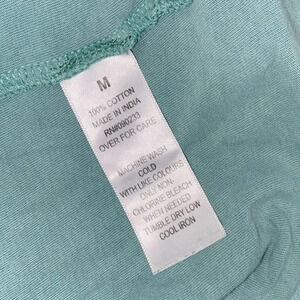 M
100% COTTON
MADE IN INDIA
RN#090233
OVER FOR CARE
MACHINE WASH
COLD
WITH LIKE COLOURS
ONLY NON-
CHLORINE BLEACH
WHEN NEEDED
TUMBLE DRY LOW
COOL IRON